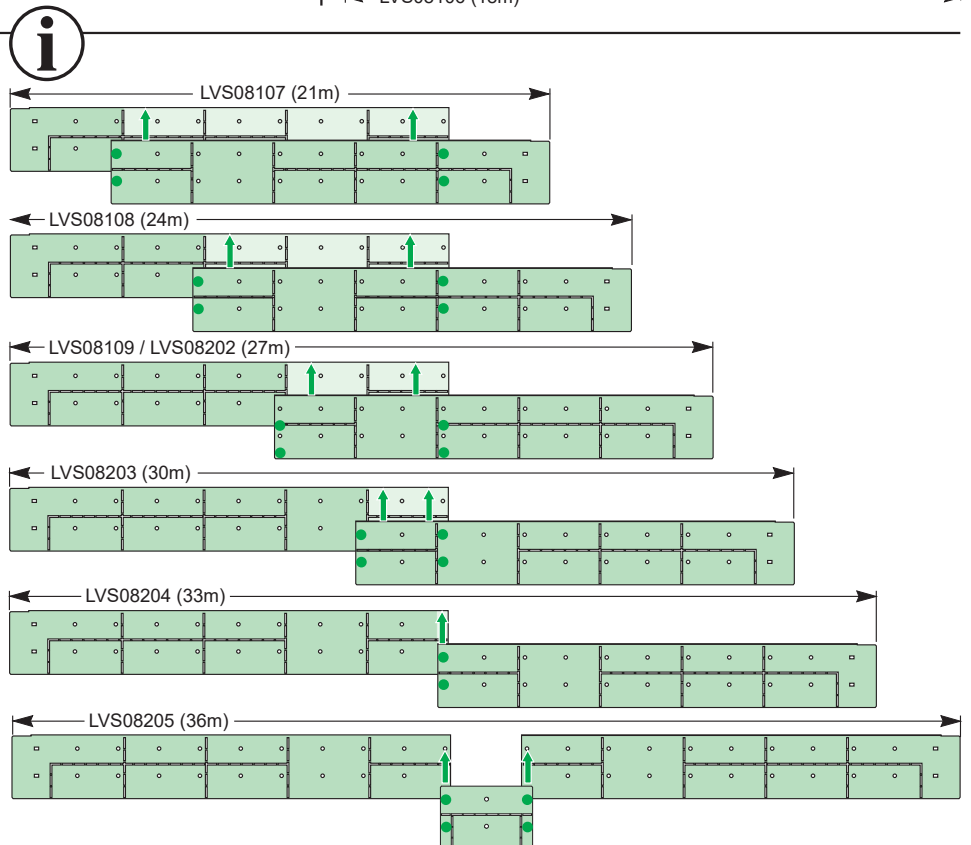 i
LVS08107 (21m)
LVS08108 (24m)
LVS08109 / LVS08202 (27m)
LVS08203 (30m)
LVS08204 (33m)
LVS08205 (36m)